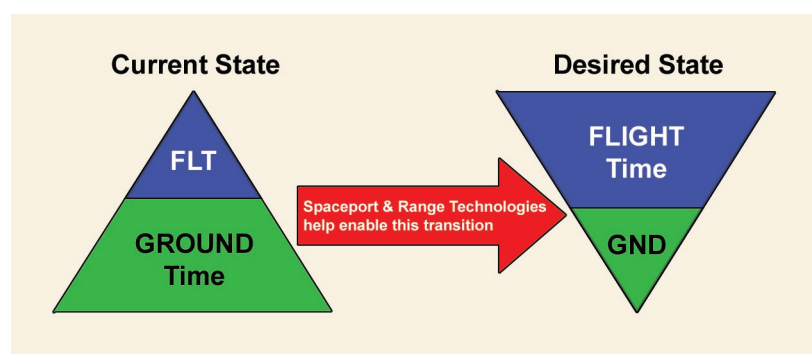 Current State
Desired State
FLT
GROUND
Time
Spaceport & Range Technologies
help enable this transition
FLIGHT
Time
GND